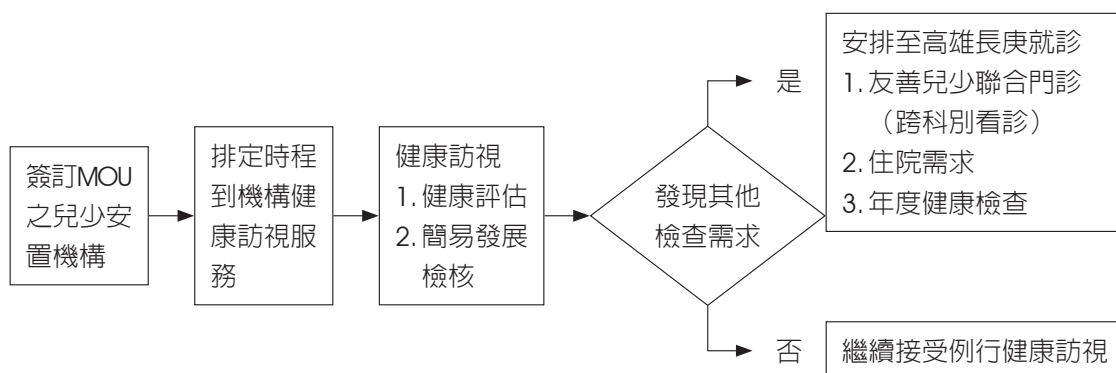 簽訂MOU
之兒少安
置機構
排定時程
到機構健
康訪視服
務
健康訪視
1. 健康評估
2. 簡易發展
檢核
發現其他
檢查需求
是
安排至高雄長庚就診
1. 友善兒少聯合門診
（跨科別看診）
2. 住院需求
3. 年度健康檢查
否
繼續接受例行健康訪視